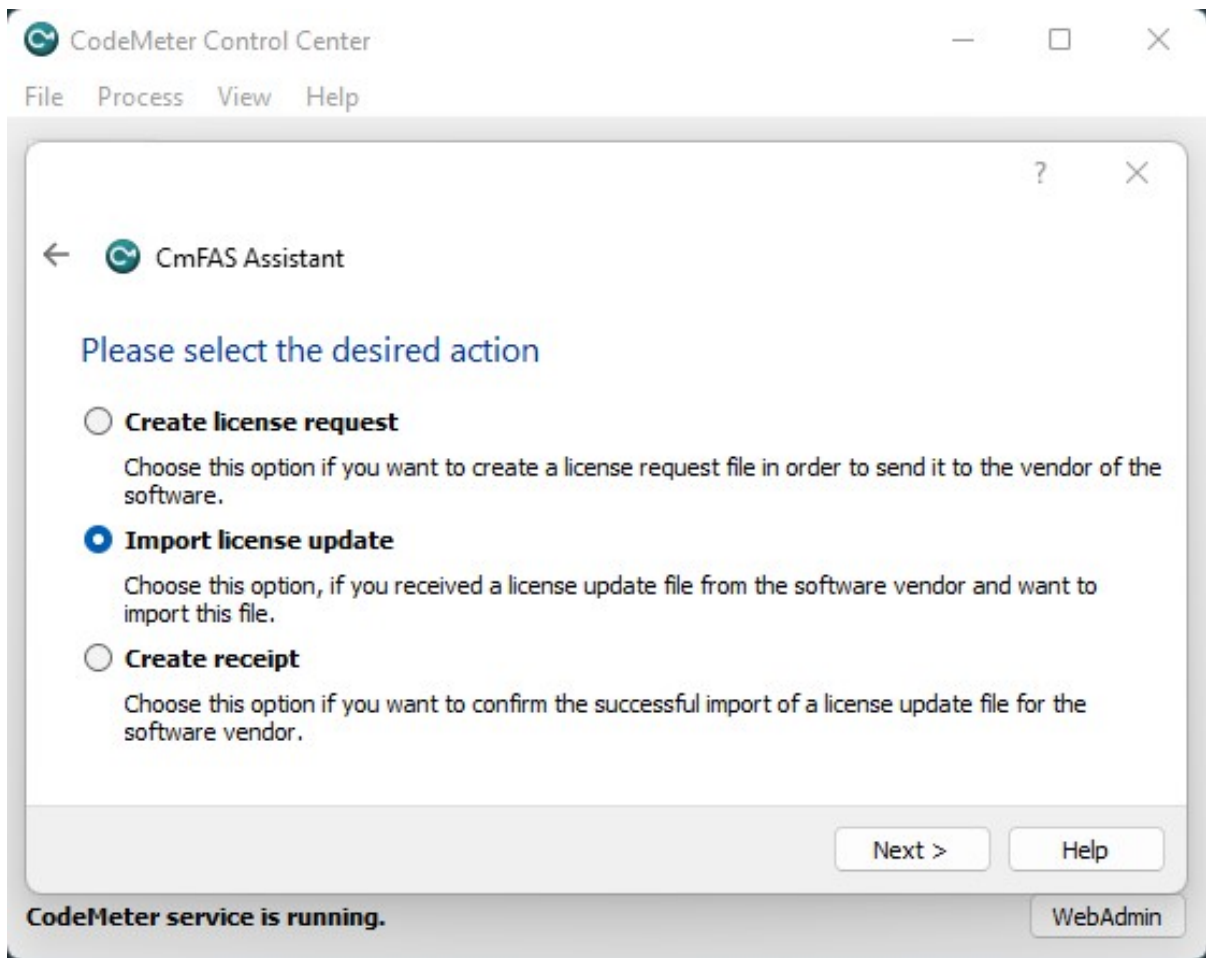 CodeMeter Control Center
File Process View Help
?
CmFAS Assistant
Please select the desired action
Create license request
Choose this option if you want to create a license request file in order to send it to the vendor of the
software.
Import license update
Choose this option, if you received a license update file from the software vendor and want to
import this file.
Create receipt
Choose this option if you want to confirm the successful import of a license update file for the
software vendor.
Next > Help
CodeMeter service is running. WebAdmin